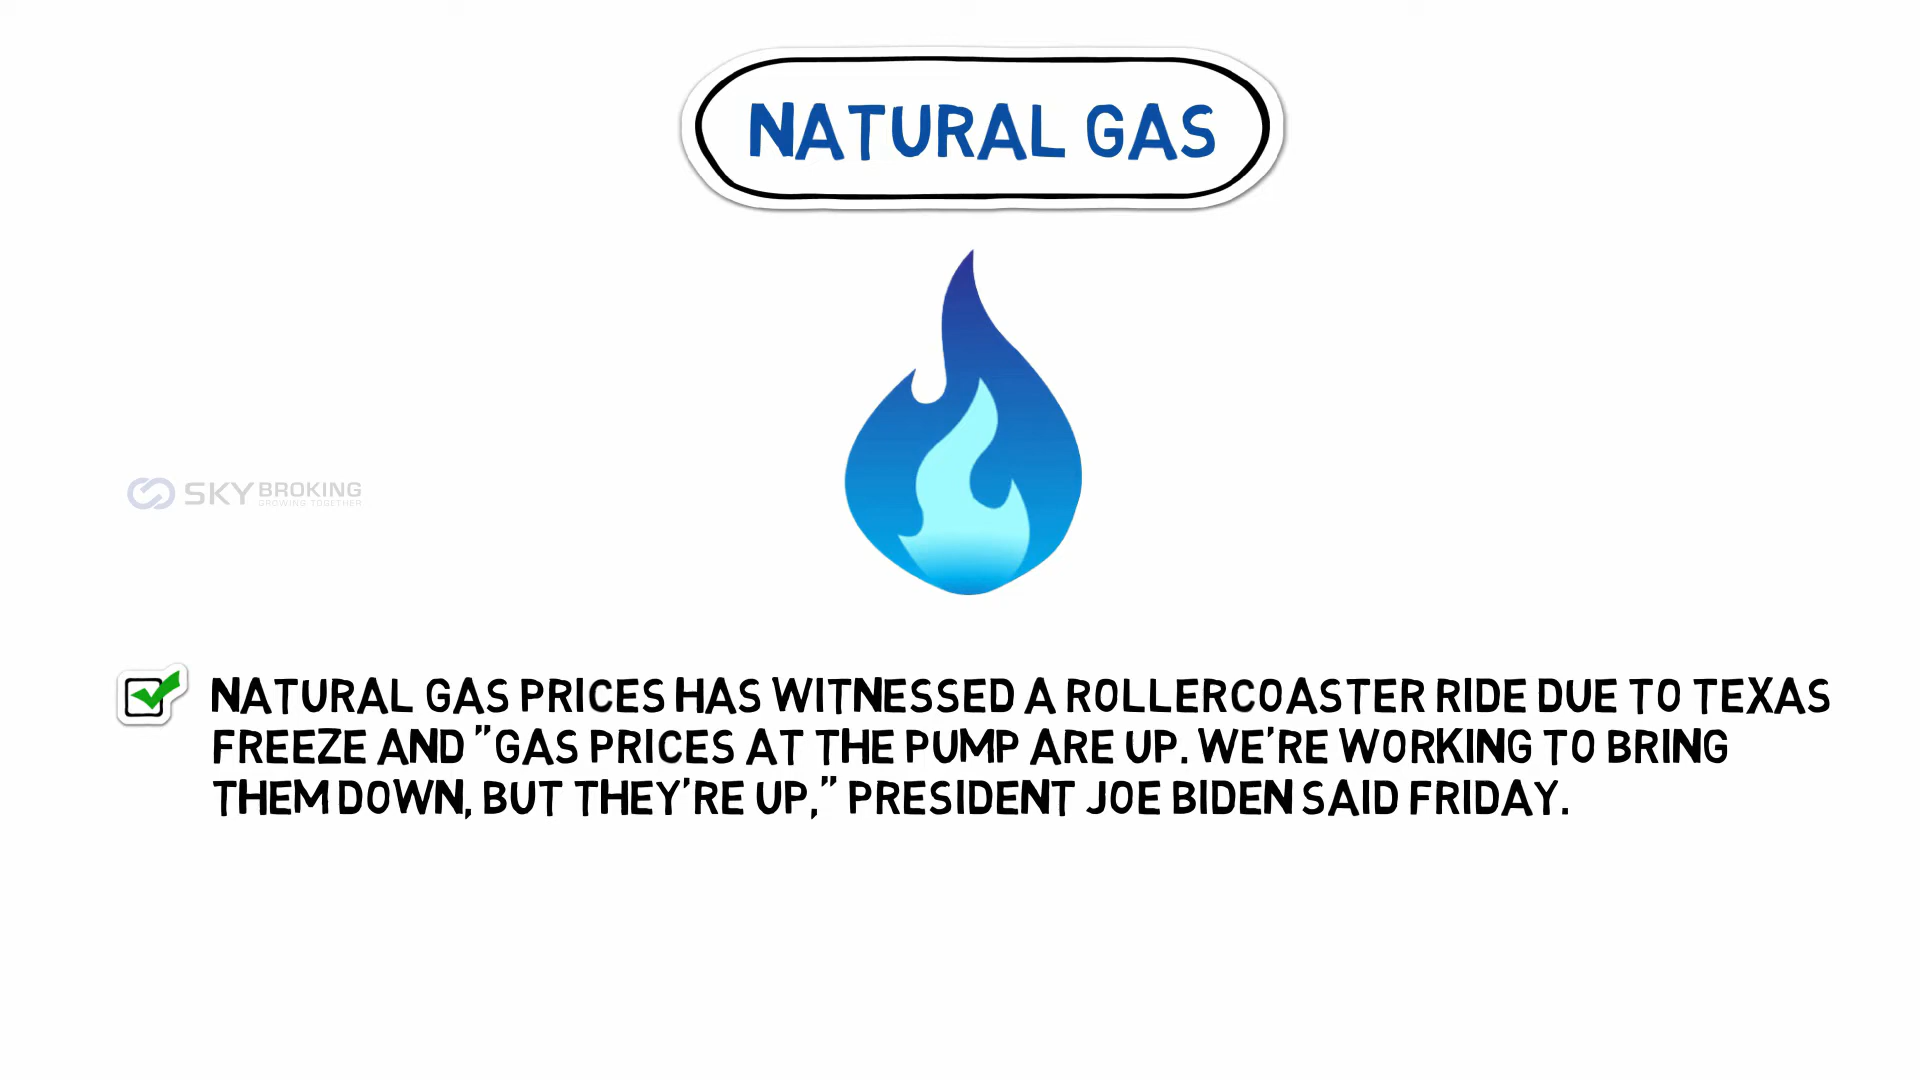 NATURAL GAS
SKY BROKING
GROWING TOGETHER
NATURAL GAS PRICES HAS WITNESSED A ROLLERCOASTER RIDE DUE TO TEXAS
FREEZE AND "GAS PRICES AT THE PUMP ARE UP. WE'RE WORKING TO BRING
THEM DOWN, BUT THEY'RE UP," PRESIDENT JOE BIDEN SAID FRIDAY.